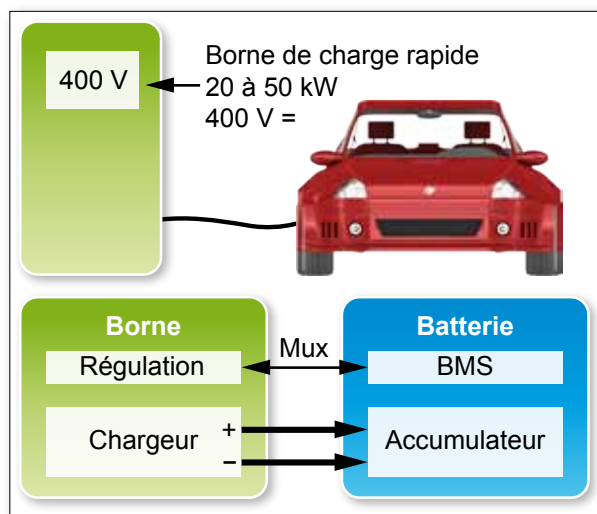 400 V
Borne de charge rapide
20 à 50 kW
400 V =
Borne
Batterie
Régulation
Mux
BMS
Chargeur
+
−
Accumulateur